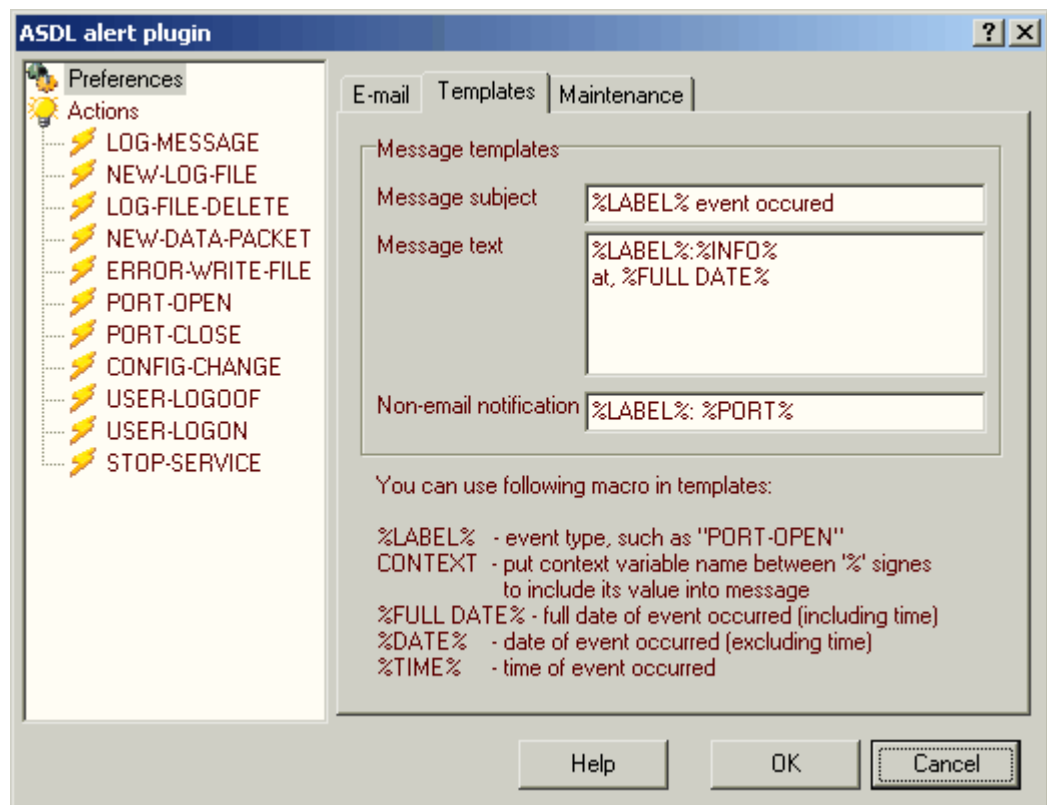 ASDL alert plugin
Preferences
Actions
LOG-MESSAGE
NEW-LOG-FILE
LOG-FILE-DELETE
NEW-DATA-PACKET
ERROR-WRITE-FILE
PORT-OPEN
PORT-CLOSE
CONFIG-CHANGE
USER-LOGOOF
USER-LOGON
STOP-SERVICE
E-mail Templates Maintenance
Message templates
Message subject %LABEL% event occured
Message text %LABEL%:%INFO%
at, %FULL DATE%
Non-email notification %LABEL%: %PORT%
You can use following macro in templates:
%LABEL% - event type, such as "PORT-OPEN"
CONTEXT - put context variable name between '%' signes
to include its value into message
%FULL DATE% - full date of event occurred (including time)
%DATE% - date of event occurred (excluding time)
%TIME% - time of event occurred
Help OK Cancel